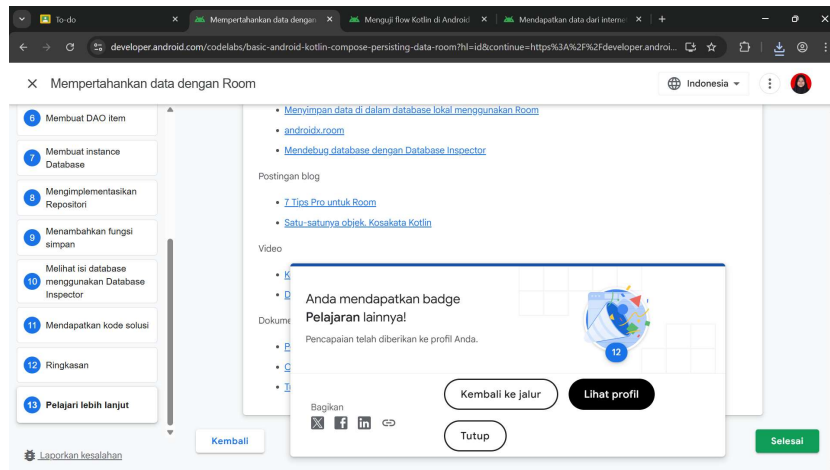 To-do
Mempertahankan data dengan
Menguji flow Kotlin di Android
Mendapatkan data dari interne
developer.android.com/codelabs/basic-android-kotlin-compose-persisting-data-room?hl=id&continue=https%3A%2F%2Fdeveloper.androi...
Mempertahankan data dengan Room
Indonesia
6 Membuat DAO item
7 Membuat instance
Database
8 Mengimplementasikan
Repositori
9 Menambahkan fungsi
simpan
10 Melihat isi database
menggunakan Database
Inspector
11 Mendapatkan kode solusi
12 Ringkasan
13 Pelajari lebih lanjut
Laporkan kesalahan
Menyimpan data di dalam database lokal menggunakan Room
androidx.room
Mendebug database dengan Database Inspector
Postingan blog
7 Tips Pro untuk Room
Satu-satunya objek, Kosakata Kotlin
Video
K
D
Dokume
P
C
Anda mendapatkan badge
Pelajaran lainnya!
Pencapaian telah diberikan ke profil Anda.
12
Bagikan
Kembali ke jalur
Lihat profil
Tutup
Kembali
Selesai